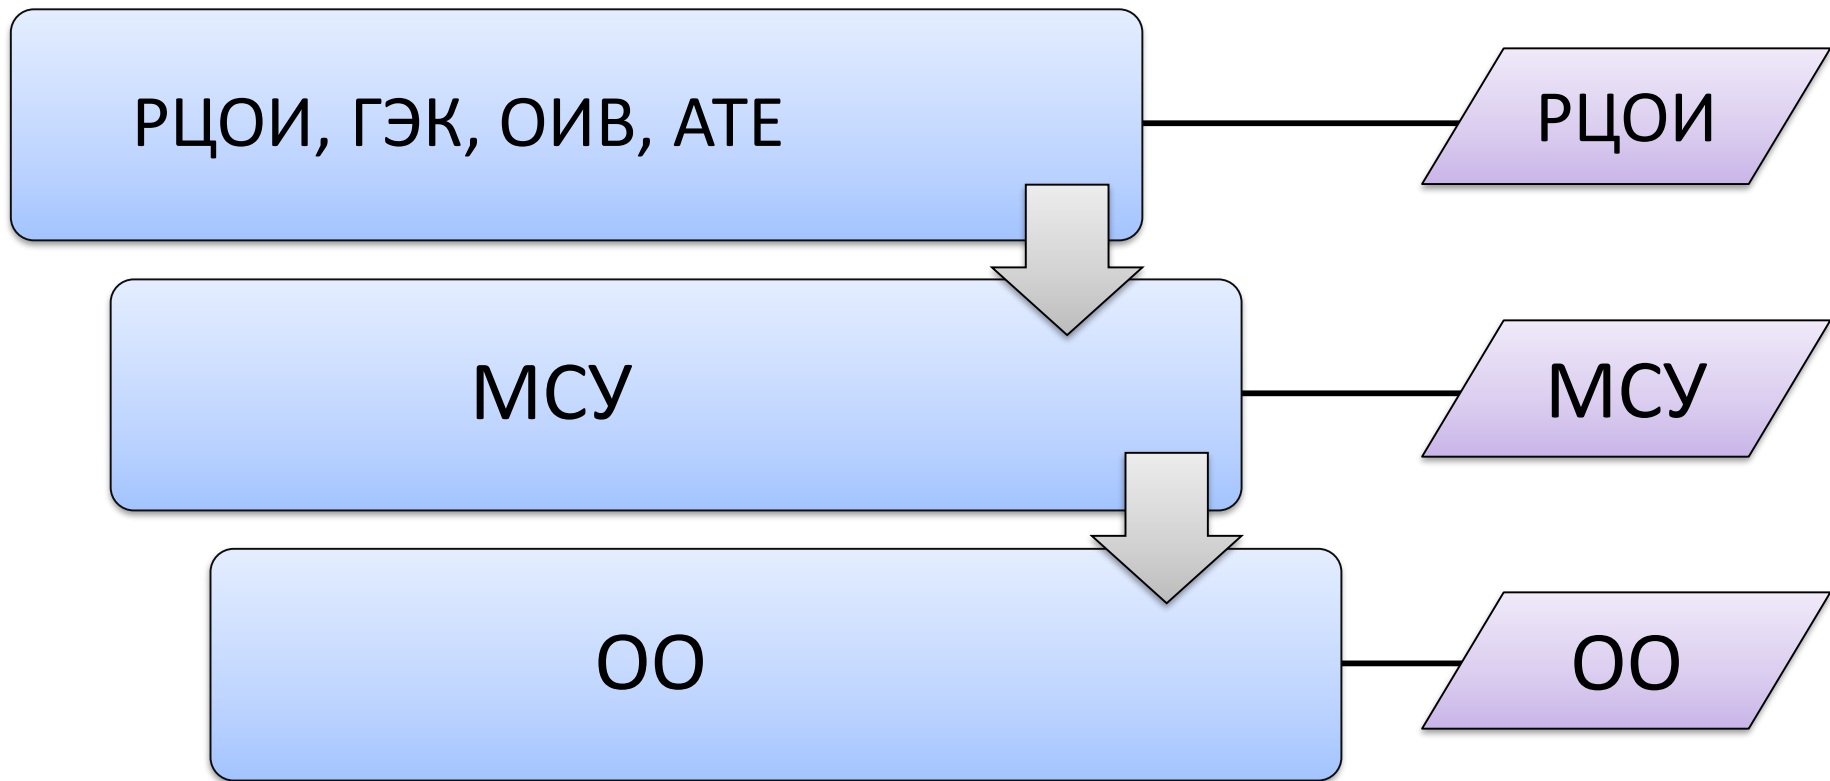 РЦОИ, ГЭК, ОИВ, АТЕ
РЦОИ
МСУ
МСУ
ОО
ОО